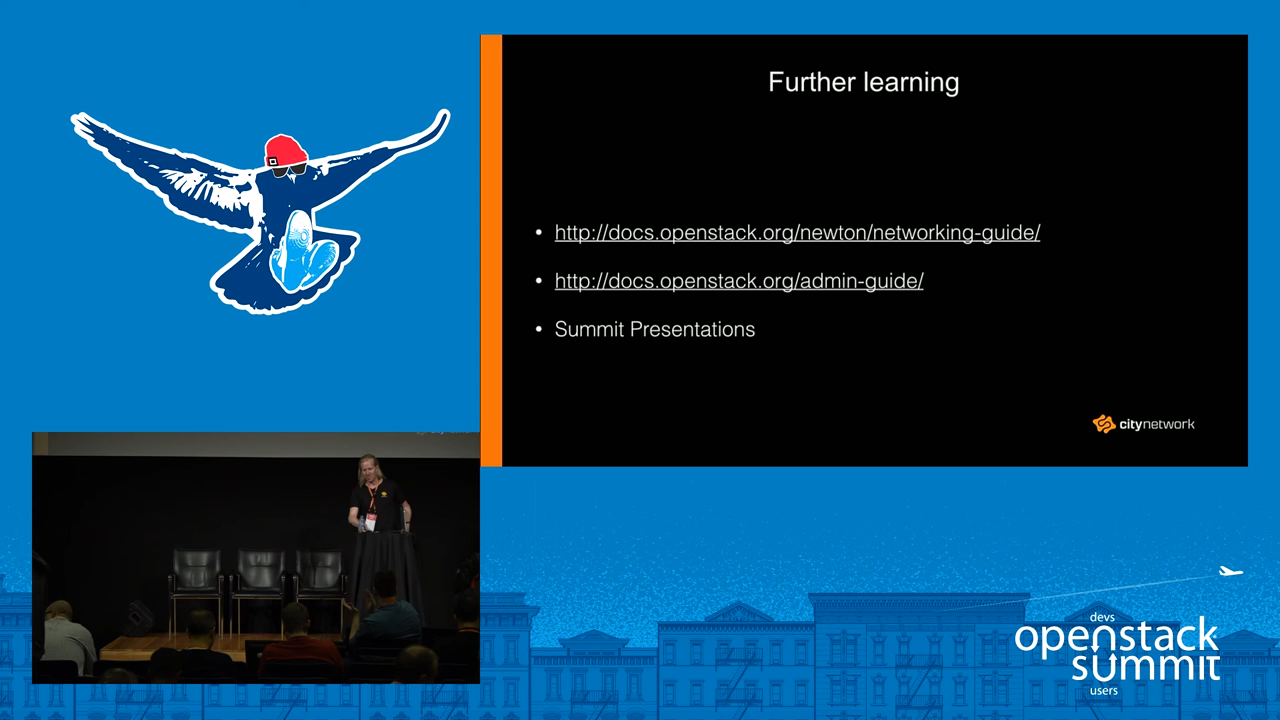 Further learning
• http://docs.openstack.org/newton/networking-guide/
• http://docs.openstack.org/admin-guide/
• Summit Presentations
citynetwork
devs
openstack
summit
users